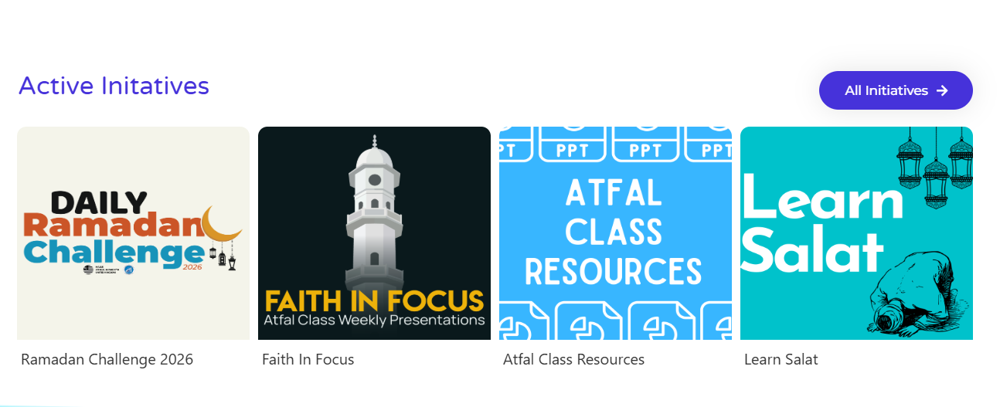 Active Initatives
All Initiatives
DAILY
Ramadan
Challenge
2026
Ramadan Challenge 2026
FAITH IN FOCUS
Atfal Class Weekly Presentations
Faith In Focus
PPT PPT PPT PPT
ATFAL
CLASS
RESOURCES
Atfal Class Resources
Learn
Salat
Learn Salat